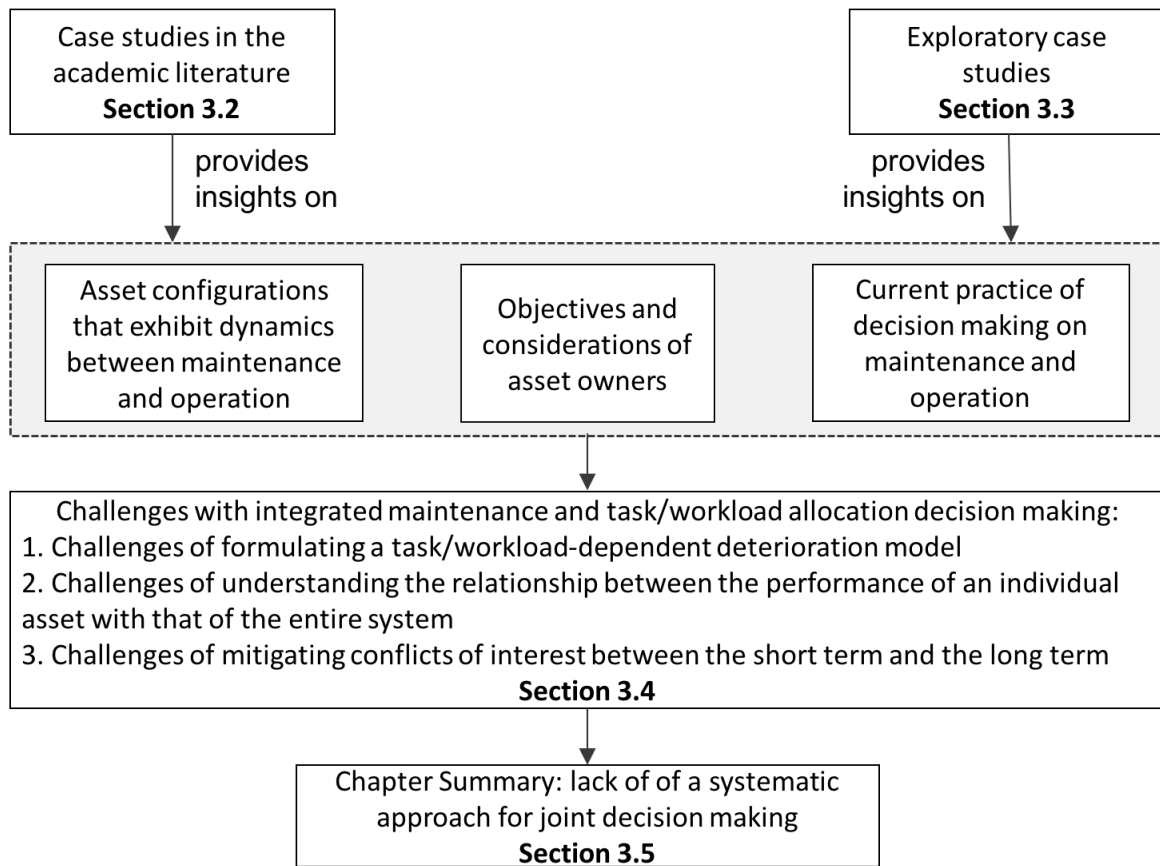 Case studies in the
academic literature
Section 3.2
Exploratory case
studies
Section 3.3
provides
insights on
provides
insights on
Asset configurations
that exhibit dynamics
between maintenance
and operation
Objectives and
considerations of
asset owners
Current practice of
decision making on
maintenance and
operation
Challenges with integrated maintenance and task/workload allocation decision making:
1. Challenges of formulating a task/workload-dependent deterioration model
2. Challenges of understanding the relationship between the performance of an individual
asset with that of the entire system
3. Challenges of mitigating conflicts of interest between the short term and the long term
Section 3.4
Chapter Summary: lack of of a systematic
approach for joint decision making
Section 3.5